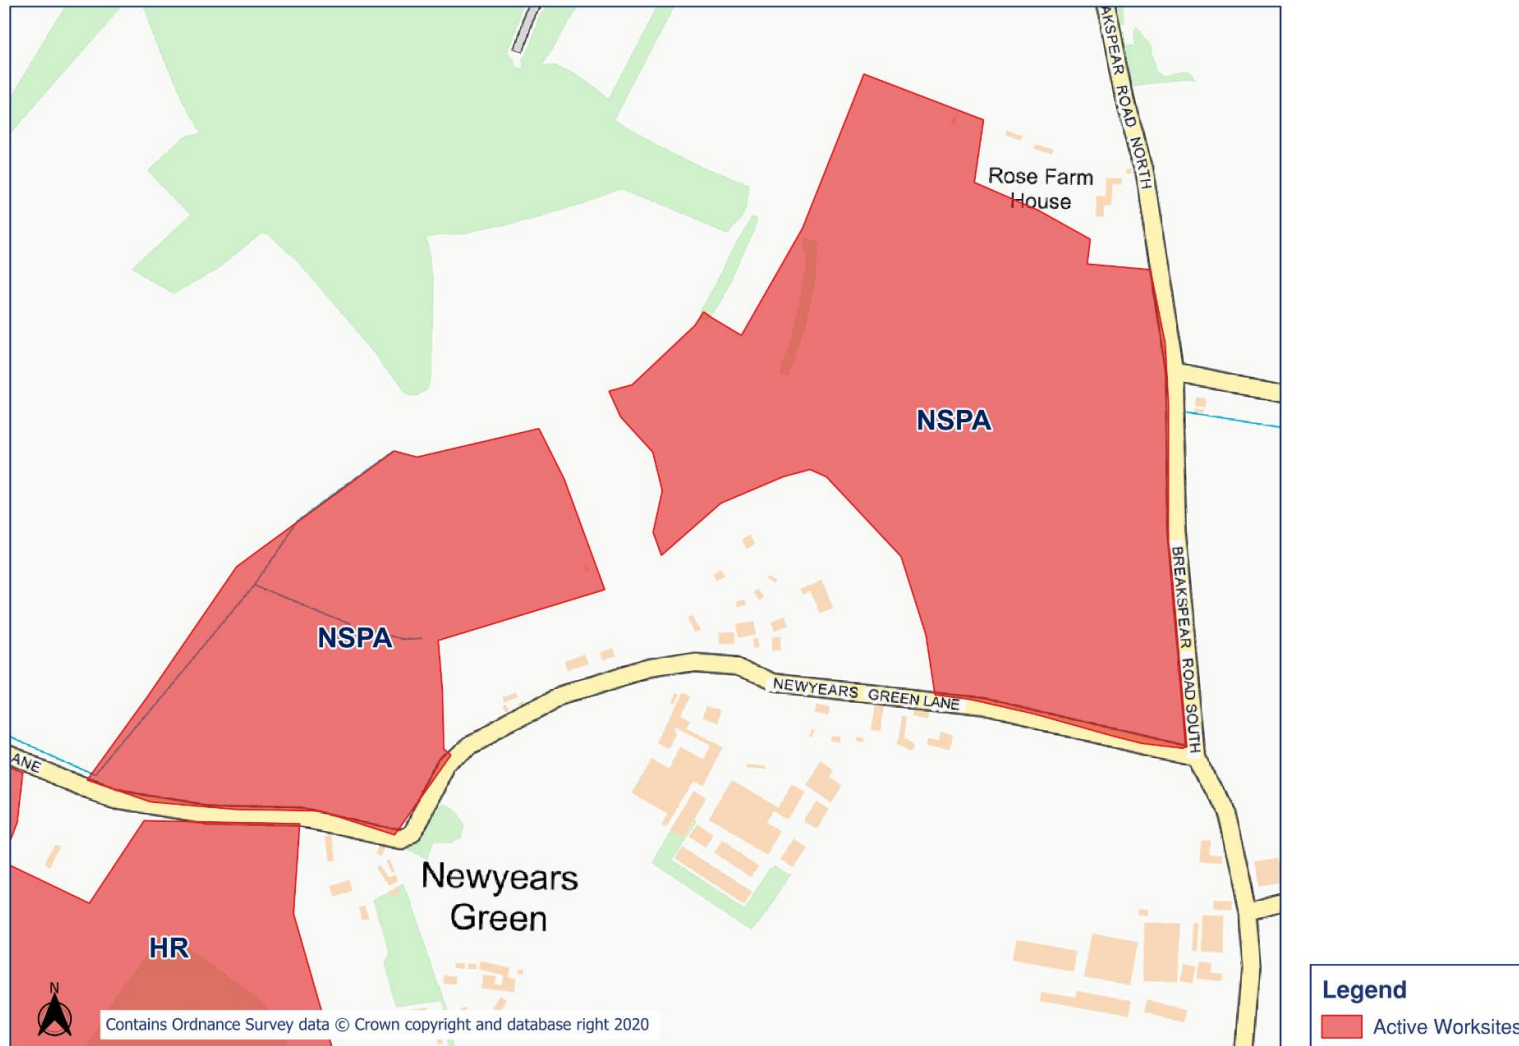 AKSPEAR ROAD NORTH
Rose Farm
House
NSPA
NSPA
BREAKSPEAR ROAD SOUTH
NEWYEARS GREEN LANE
ANE
Newyears
Green
HR
N
Contains Ordnance Survey data © Crown copyright and database right 2020
Legend
Active Worksites